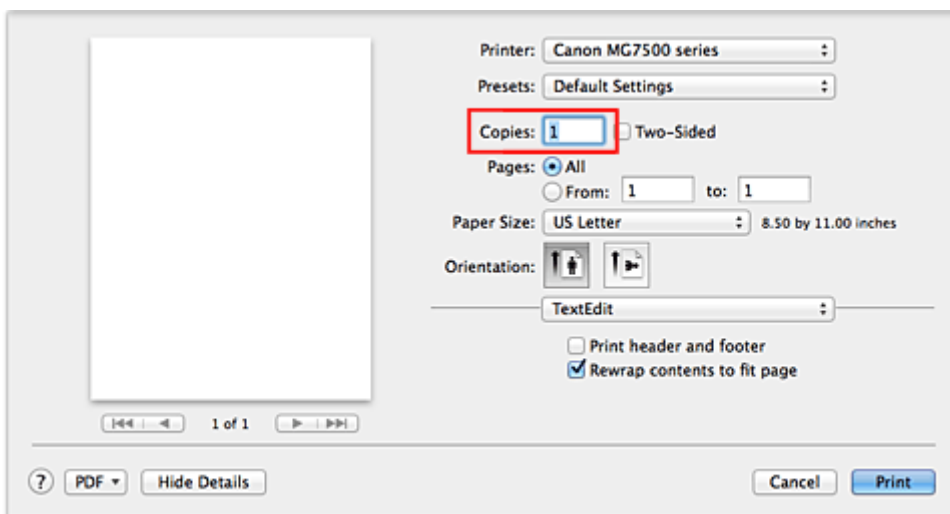 Printer: Canon MG7500 series
Presets: Default Settings
Copies: 1 Two-Sided
Pages: All
From: 1 to: 1
Paper Size: US Letter 8.50 by 11.00 inches
Orientation:
TextEdit
Print header and footer
Rewrap contents to fit page
1 of 1
? PDF Hide Details Cancel Print